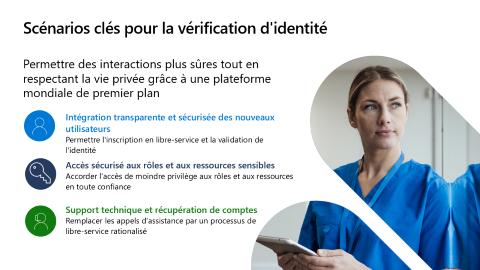 Scénarios clés pour la vérification d'identité
Permettre des interactions plus sûres tout en
respectant la vie privée grâce à une plateforme
mondiale de premier plan
Intégration transparente et sécurisée des nouveaux
utilisateurs
Permettre l'inscription en libre-service et la validation de
l'identité
Accès sécurisé aux rôles et aux ressources sensibles
Accorder l'accès de moindre privilège aux rôles et aux ressources
en toute confiance
Support technique et récupération de comptes
Remplacer les appels d'assistance par un processus de
libre-service rationalisé